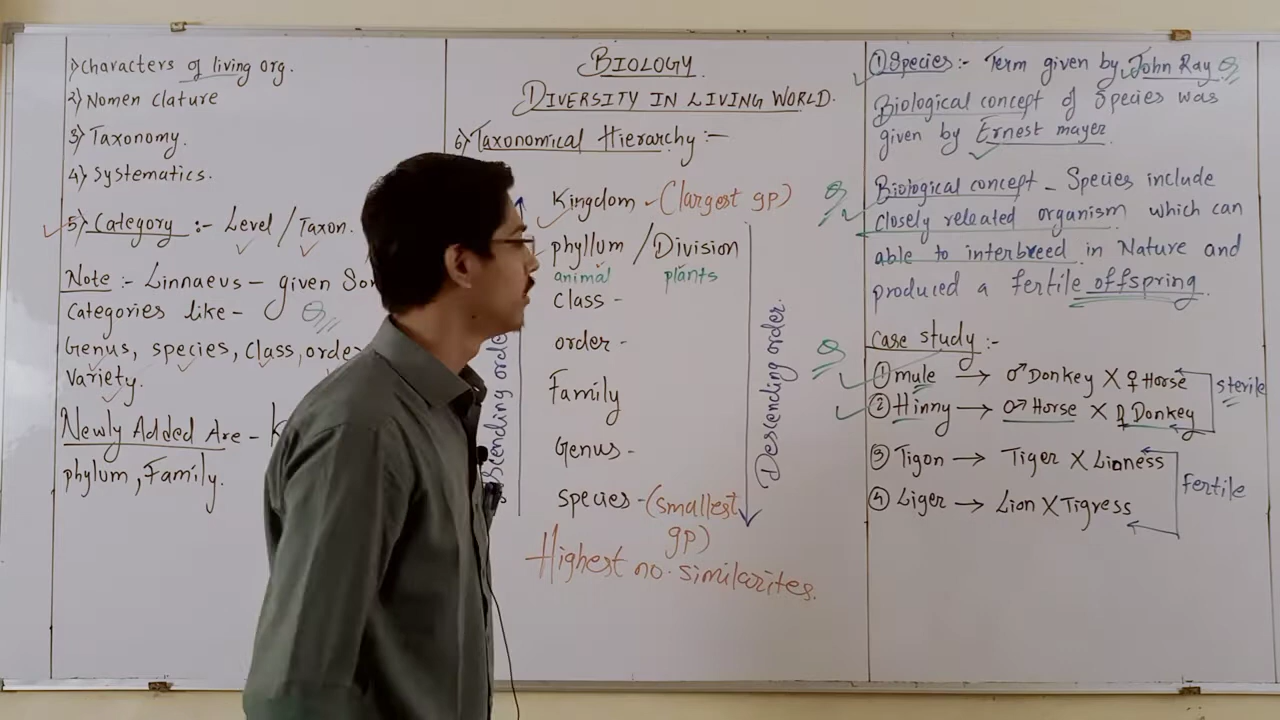 1) Characters of living org.
2) Nomen clature
3) Taxonomy.
4) Systematics.
5) Category :- Level / Taxon.
Note :- Linnaeus - given
Categories like -
Genus, species, Class, order
Variety.
Newly Added Are -
phylum, Family.
BIOLOGY
DIVERSITY IN LIVING WORLD.
6) Taxonomical Hierarchy :-
Kingdom - (largest gp)
phyllum / Division
animal plants
Class -
order -
Family
Genus -
species - (smallest
gp)
Highest no. similarites.
Descending order.
① Species :- Term given by John Ray
Biological concept of Species was
given by Ernest mayer
Biological concept - Species include
closely releated organism which can
able to interbreed in Nature and
produced a fertile offspring.
Case study :-
① mule → ♂ Donkey X ♀ Horse
② Hinny → ♂ Horse X ♀ Donkey
sterile
③ Tigon → Tiger X Lioness
④ Liger → Lion X Tigress
fertile